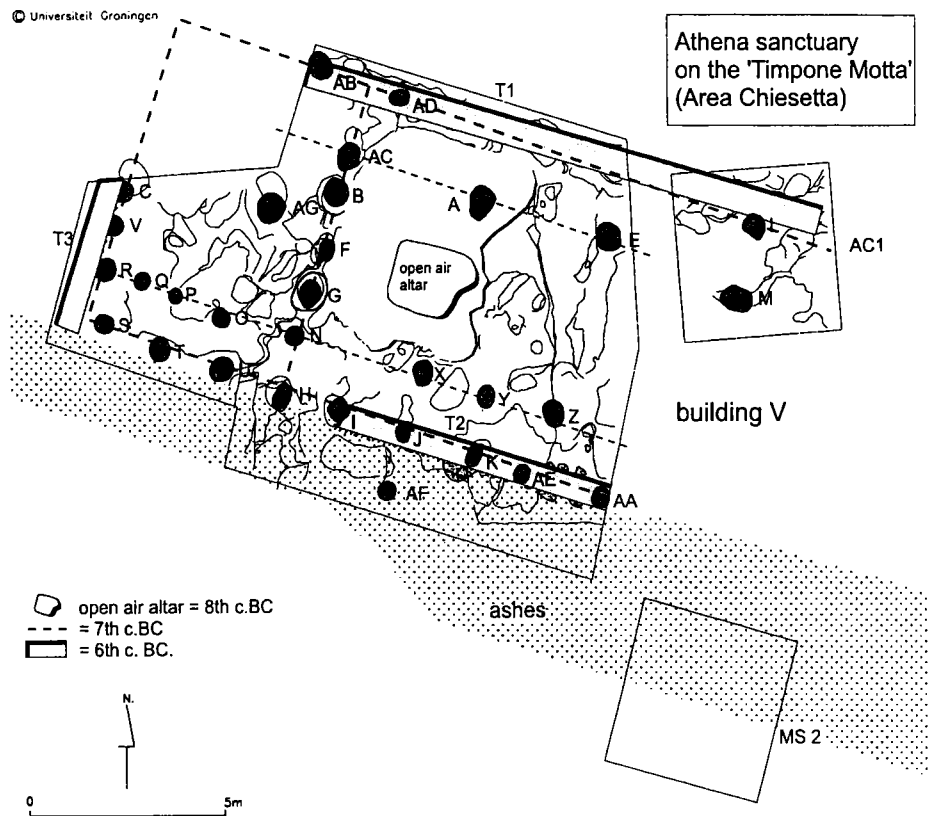 © Universiteit Groningen
Athena sanctuary
on the 'Timpone Motta'
(Area Chiesetta)
T1
AB
AD
AC
C
B
A
AG
V
T3
F
E
L
AC1
R
Q
P
O
G
open air
altar
M
S
N
T
U
X
H
Y
Z
building V
I
J
T2
K
AE
AA
AF
ashes
open air altar = 8th c.BC
= 7th c.BC
= 6th c. BC.
N.
MS 2
0
5m